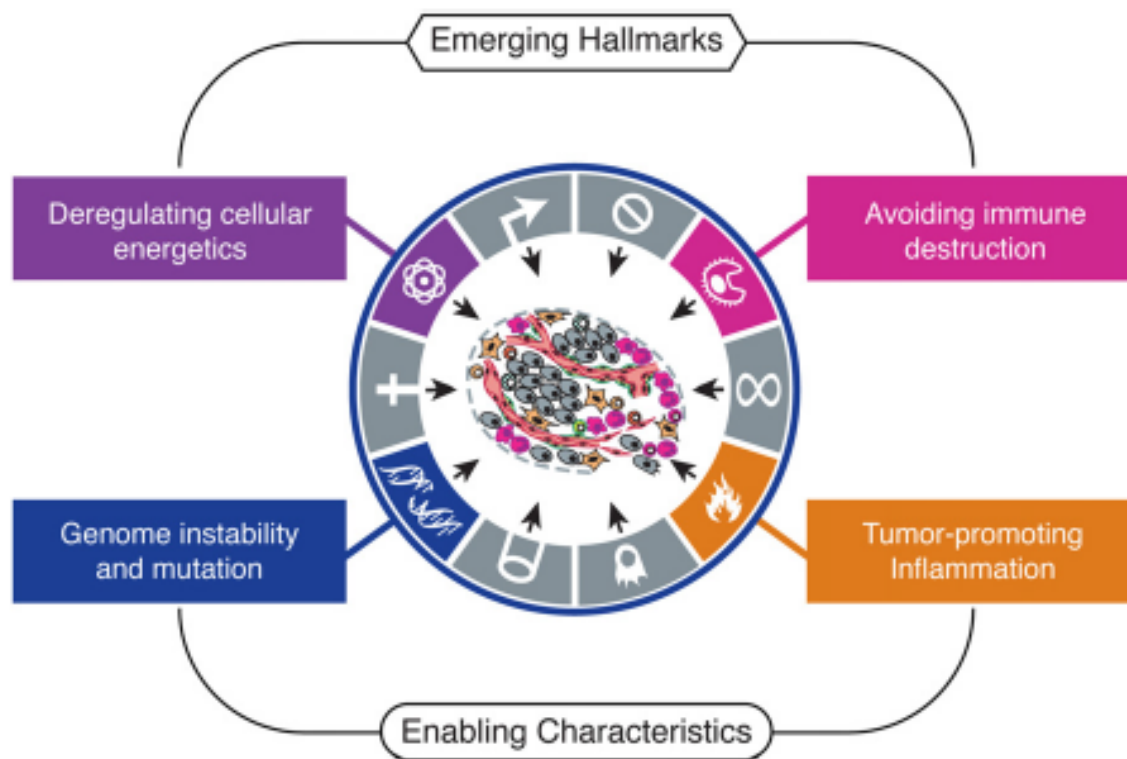 Emerging Hallmarks
Deregulating cellular
energetics
Avoiding immune
destruction
Genome instability
and mutation
Tumor-promoting
Inflammation
Enabling Characteristics